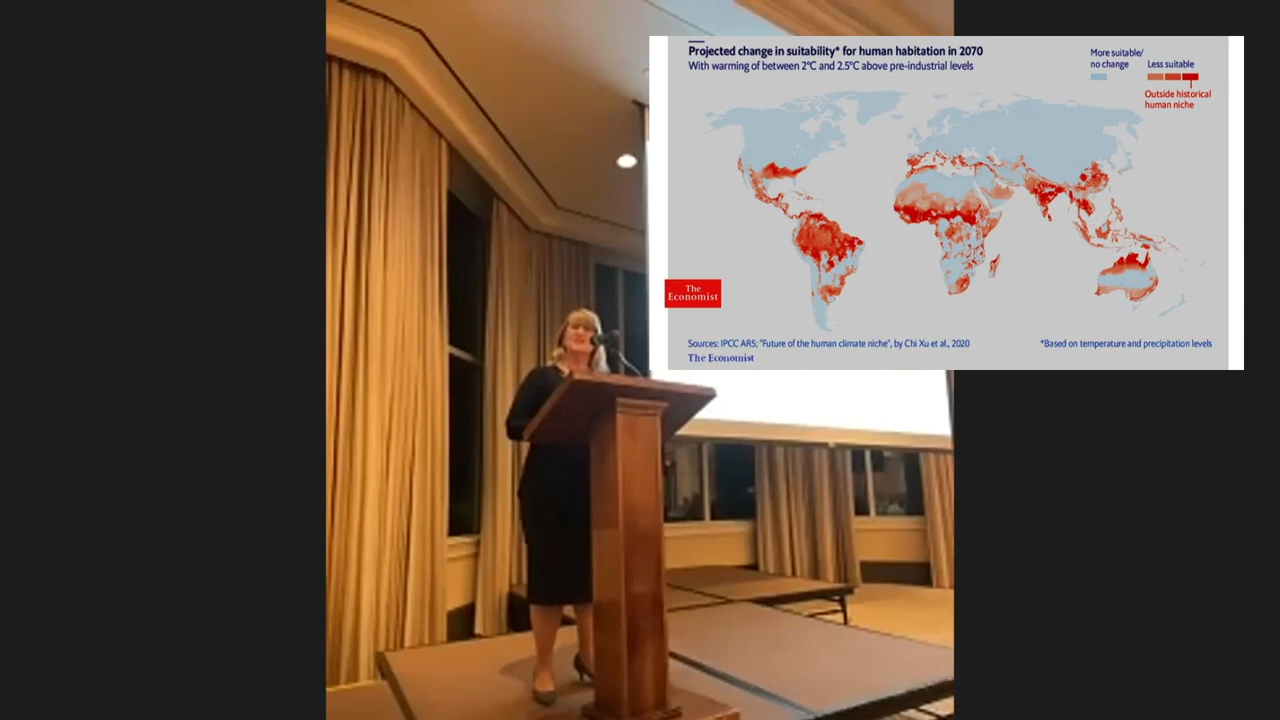 Projected change in suitability* for human habitation in 2070
With warming of between 2°C and 2.5°C above pre-industrial levels
More suitable/
no change
Less suitable
Outside historical
human niche
The
Economist
Sources: IPCC AR5; "Future of the human climate niche", by Chi Xu et al., 2020
*Based on temperature and precipitation levels
The Economist